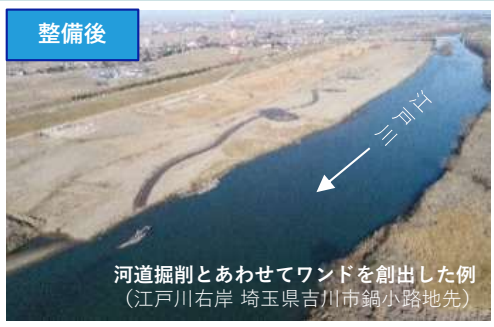 整備後
江戸川
河道掘削とあわせてワンドを創出した例
（江戸川右岸 埼玉県吉川市鍋小路地先）